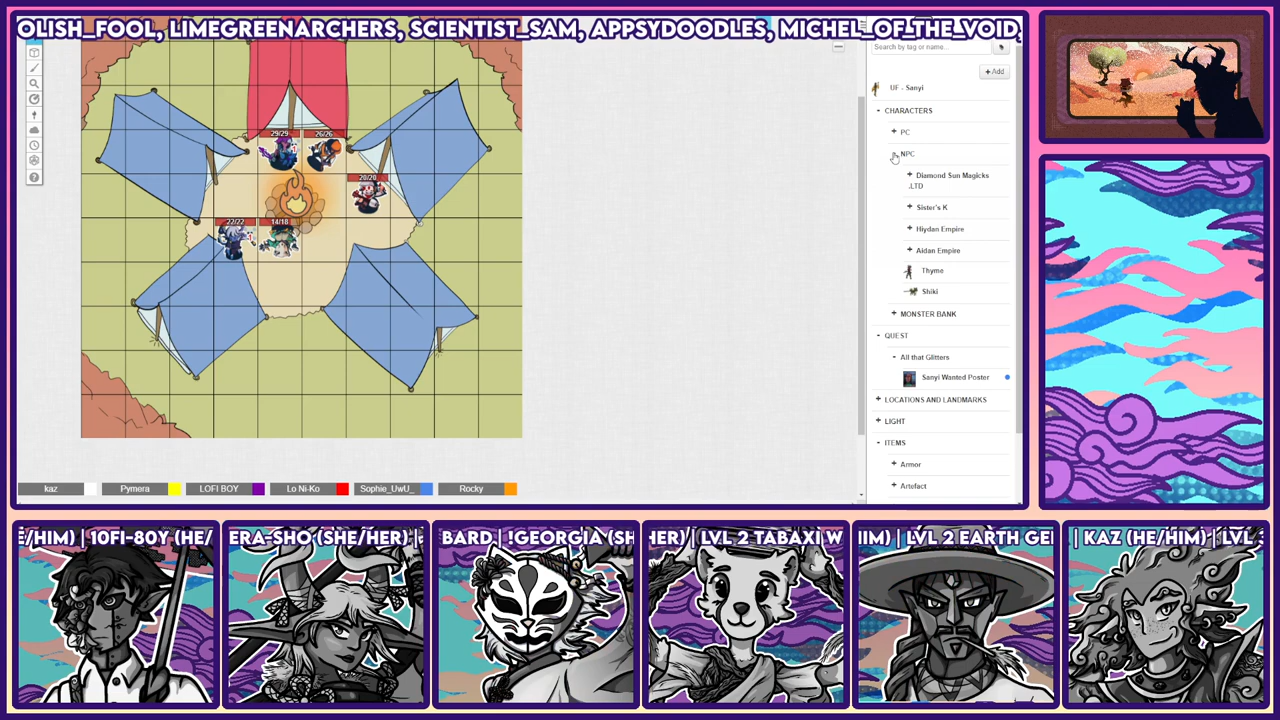 OLISH_FOOL, LIMEGREENARCHERS, SCIENTIST_SAM, APPSYDOODLES, MICHEL_OF_THE_VOID,
Search by tag or name...
+ Add
UF - Sanyi
CHARACTERS
PC
NPC
Diamond Sun Magicks
.LTD
Sister's K
Hiydan Empire
Aidan Empire
Thyme
Shiki
MONSTER BANK
QUEST
All that Glitters
Sanyi Wanted Poster
LOCATIONS AND LANDMARKS
LIGHT
ITEMS
Armor
Artefact
29/29
26/26
20/20
22/22
14/18
kaz
Pymera
LOFI BOY
Lo Ni-Ko
Sophie_UwU_
Rocky
E/HIM) | 10FI-80Y (HE/
ERA-SHO (SHE/HER) |
BARD | !GEORGIA (SH
HER) | LVL 2 TABAXI W
HIM) | LVL 2 EARTH GE
| KAZ (HE/HIM) | LVL